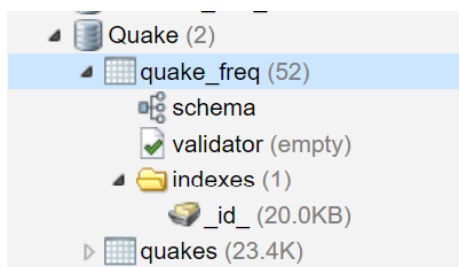 Quake (2)
quake_freq (52)
schema
validator (empty)
indexes (1)
_id_ (20.0KB)
quakes (23.4K)